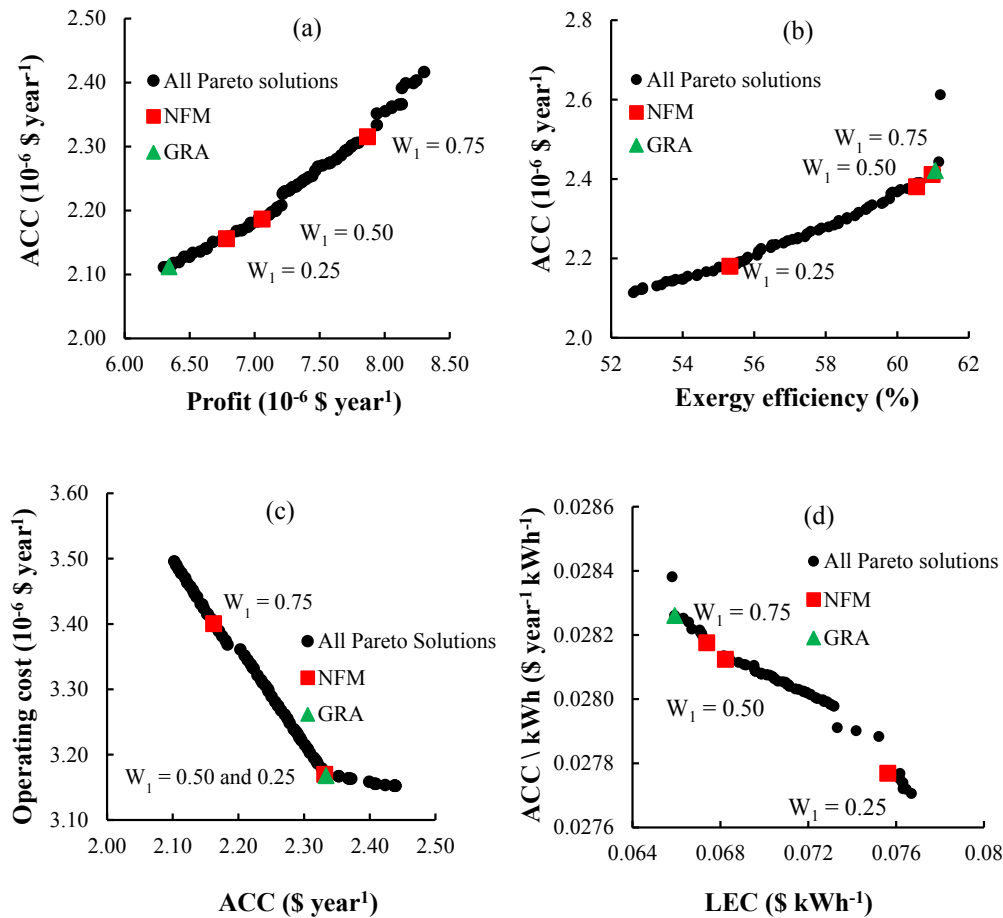 (a)
ACC (10⁻⁶ $ year¹)
2.50
2.40
2.30
2.20
2.10
2.00
All Pareto solutions
NFM
GRA
W₁ = 0.75
W₁ = 0.50
W₁ = 0.25
6.00 6.50 7.00 7.50 8.00 8.50
Profit (10⁻⁶ $ year¹)
(b)
ACC (10⁻⁶ $ year¹)
2.8
2.6
2.4
2.2
2.0
All Pareto solutions
NFM
GRA
W₁ = 0.75
W₁ = 0.50
W₁ = 0.25
52 54 56 58 60 62
Exergy efficiency (%)
(c)
Operating cost (10⁻⁶ $ year¹)
3.60
3.50
3.40
3.30
3.20
3.10
W₁ = 0.75
All Pareto Solutions
NFM
GRA
W₁ = 0.50 and 0.25
2.00 2.10 2.20 2.30 2.40 2.50
ACC ($ year¹)
(d)
ACC \ kWh ($ year⁻¹ kWh⁻¹)
0.0286
0.0284
0.0282
0.0280
0.0278
0.0276
All Pareto solutions
NFM
GRA
W₁ = 0.75
W₁ = 0.50
W₁ = 0.25
0.064 0.068 0.072 0.076 0.08
LEC ($ kWh⁻¹)